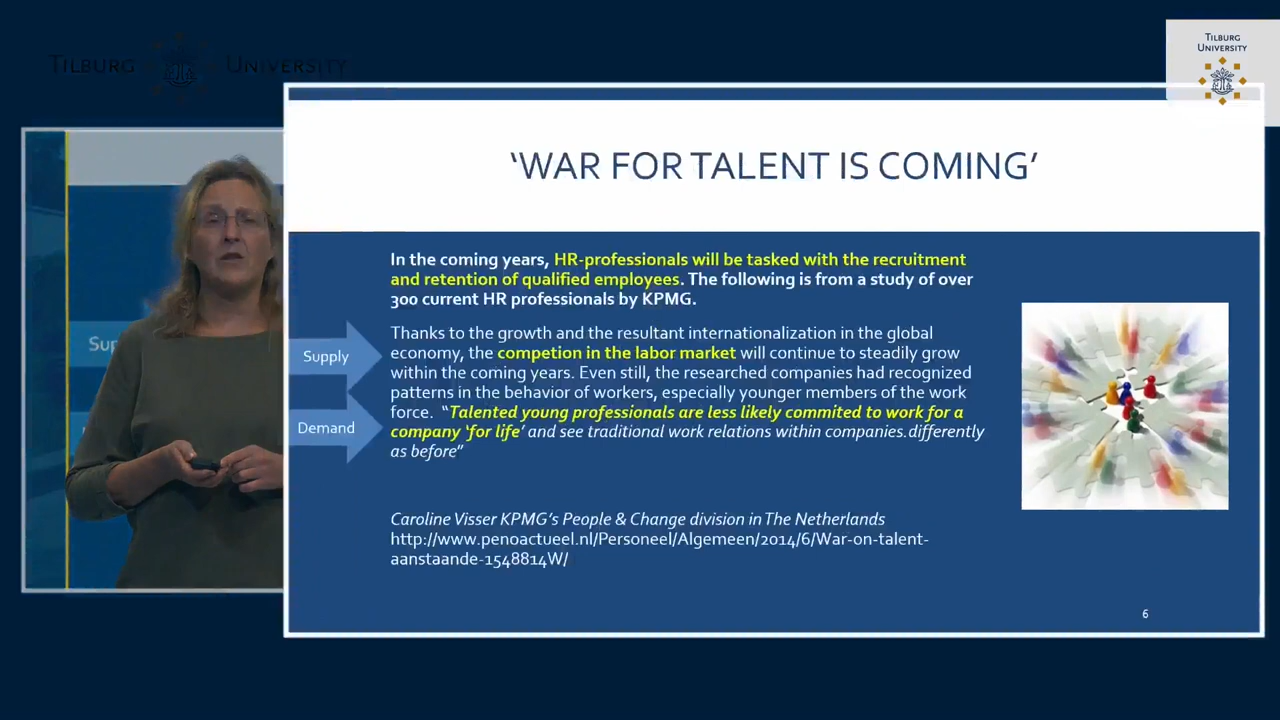 TILBURG UNIVERSITY
TILBURG
UNIVERSITY
‘WAR FOR TALENT IS COMING’
In the coming years, HR-professionals will be tasked with the recruitment
and retention of qualified employees. The following is from a study of over
300 current HR professionals by KPMG.
Supply
Demand
Thanks to the growth and the resultant internationalization in the global
economy, the competion in the labor market will continue to steadily grow
within the coming years. Even still, the researched companies had recognized
patterns in the behavior of workers, especially younger members of the work
force. “Talented young professionals are less likely commited to work for a
company ‘for life’ and see traditional work relations within companies.differently
as before”
Caroline Visser KPMG’s People & Change division in The Netherlands
http://www.penoactueel.nl/Personeel/Algemeen/2014/6/War-on-talent-
aanstaande-1548814W/
6
Sup